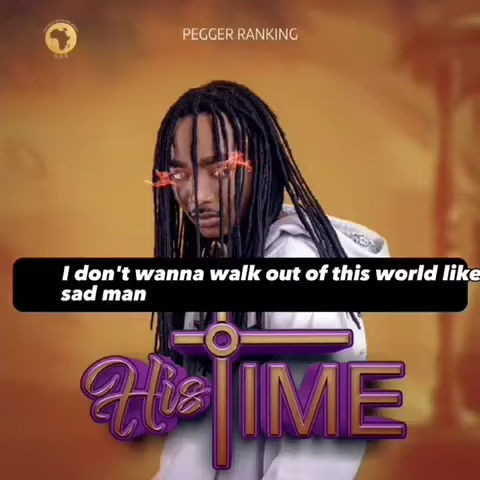 PEGGER RANKING
I don't wanna walk out of this world like
sad man
His TIME